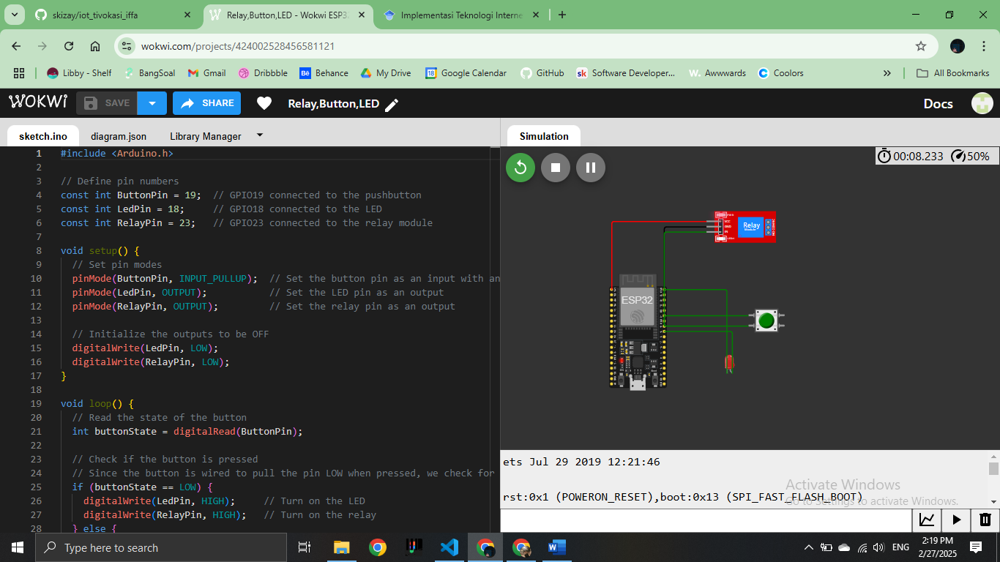 skizay/iot_tivokasi_iffa
Relay,Button,LED - Wokwi ESP3
Implementasi Teknologi Interne
wokwi.com/projects/424002528456581121
Libby - Shelf
BangSoal
Gmail
Dribbble
Behance
My Drive
Google Calendar
GitHub
Software Developer...
Awwwards
Coolors
All Bookmarks
WOKWI
SAVE
SHARE
Relay,Button,LED
Docs
sketch.ino
diagram.json
Library Manager
Simulation
00:08.233
50%
1 #include <Arduino.h>
2
3 // Define pin numbers
4 const int ButtonPin = 19;  // GPIO19 connected to the pushbutton
5 const int LedPin = 18;     // GPIO18 connected to the LED
6 const int RelayPin = 23;   // GPIO23 connected to the relay module
7
8 void setup() {
9   // Set pin modes
10   pinMode(ButtonPin, INPUT_PULLUP);  // Set the button pin as an input with an
11   pinMode(LedPin, OUTPUT);           // Set the LED pin as an output
12   pinMode(RelayPin, OUTPUT);         // Set the relay pin as an output
13
14   // Initialize the outputs to be OFF
15   digitalWrite(LedPin, LOW);
16   digitalWrite(RelayPin, LOW);
17 }
18
19 void loop() {
20   // Read the state of the button
21   int buttonState = digitalRead(ButtonPin);
22
23   // Check if the button is pressed
24   // Since the button is wired to pull the pin LOW when pressed, we check for
25   if (buttonState == LOW) {
26     digitalWrite(LedPin, HIGH);     // Turn on the LED
27     digitalWrite(RelayPin, HIGH);   // Turn on the relay
28   } else {
VCC
GND
IN
Relay
Module
ESP32
ets Jul 29 2019 12:21:46
rst:0x1 (POWERON_RESET),boot:0x13 (SPI_FAST_FLASH_BOOT)
Activate Windows
Go to Settings to activate Windows.
Type here to search
ENG
2:19 PM
2/27/2025